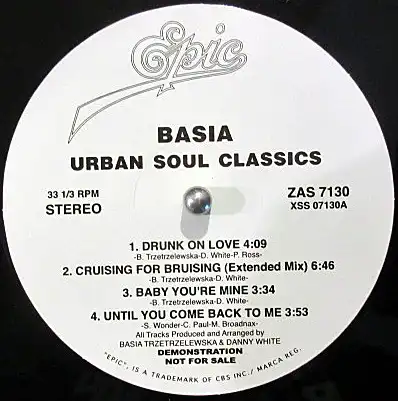 Epic
BASIA
URBAN SOUL CLASSICS
33 1/3 RPM
STEREO
ZAS 7130
XSS 07130A
1. DRUNK ON LOVE 4:09
-B. Trzetrzelewska-D. White-P. Ross-
2. CRUISING FOR BRUISING (Extended Mix) 6:46
-B. Trzetrzelewska-D. White-
3. BABY YOU'RE MINE 3:34
-B. Trzetrzelewska-D. White-
4. UNTIL YOU COME BACK TO ME 3:53
-S. Wonder-C. Paul-M. Broadnax-
All Tracks Produced and Arranged by
BASIA TRZETRZELEWSKA & DANNY WHITE
DEMONSTRATION
NOT FOR SALE
"EPIC", IS A TRADEMARK OF CBS INC./ MARCA REG.